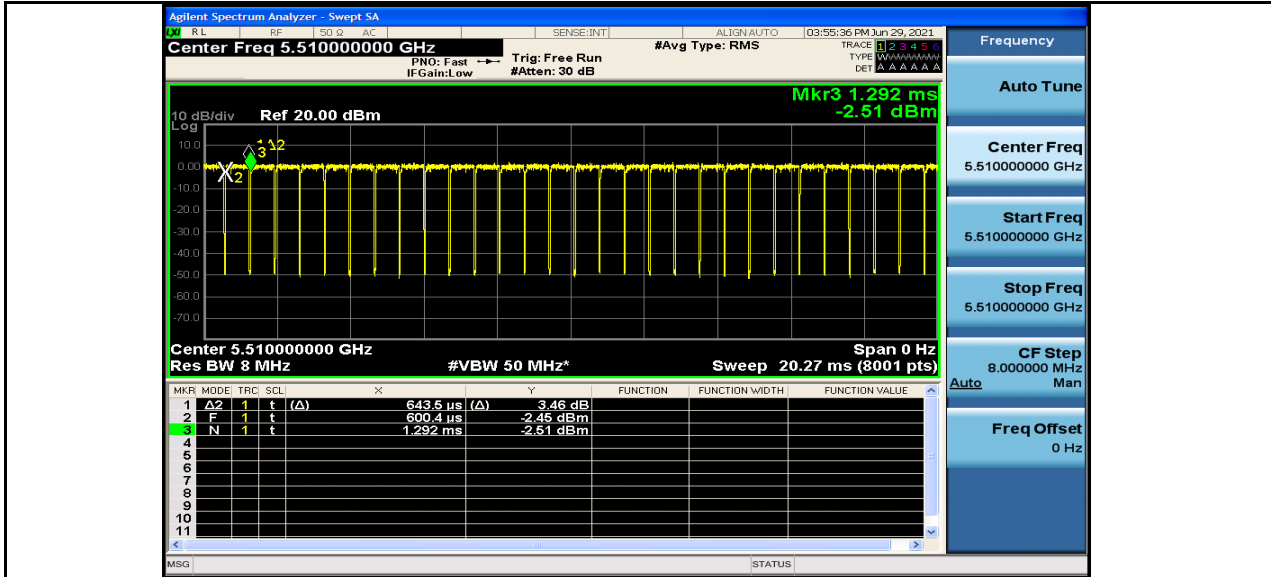 Agilent Spectrum Analyzer - Swept SA
LXI RL RF 50 Ω AC SENSE:INT ALIGN AUTO 03:55:36 PM Jun 29, 2021
Center Freq 5.510000000 GHz #Avg Type: RMS TRACE 1 2 3 4 5 6
PNO: Fast Trig: Free Run TYPE WWWWWW
IFGain:Low #Atten: 30 dB DET A A A A A A
Mkr3 1.292 ms
10 dB/div Ref 20.00 dBm -2.51 dBm
Log
10.0
1Δ2
3
0.00
X2
-10.0
-20.0
-30.0
-40.0
-50.0
-60.0
-70.0
Center 5.510000000 GHz Span 0 Hz
Res BW 8 MHz #VBW 50 MHz* Sweep 20.27 ms (8001 pts)
MKR MODE TRC SCL X Y FUNCTION FUNCTION WIDTH FUNCTION VALUE
1 Δ2 1 t (Δ) 643.5 µs (Δ) 3.46 dB
2 F 1 t 600.4 µs -2.45 dBm
3 N 1 t 1.292 ms -2.51 dBm
4
5
6
7
8
9
10
11
MSG STATUS
Frequency
Auto Tune
Center Freq
5.510000000 GHz
Start Freq
5.510000000 GHz
Stop Freq
5.510000000 GHz
CF Step
8.000000 MHz
Auto Man
Freq Offset
0 Hz